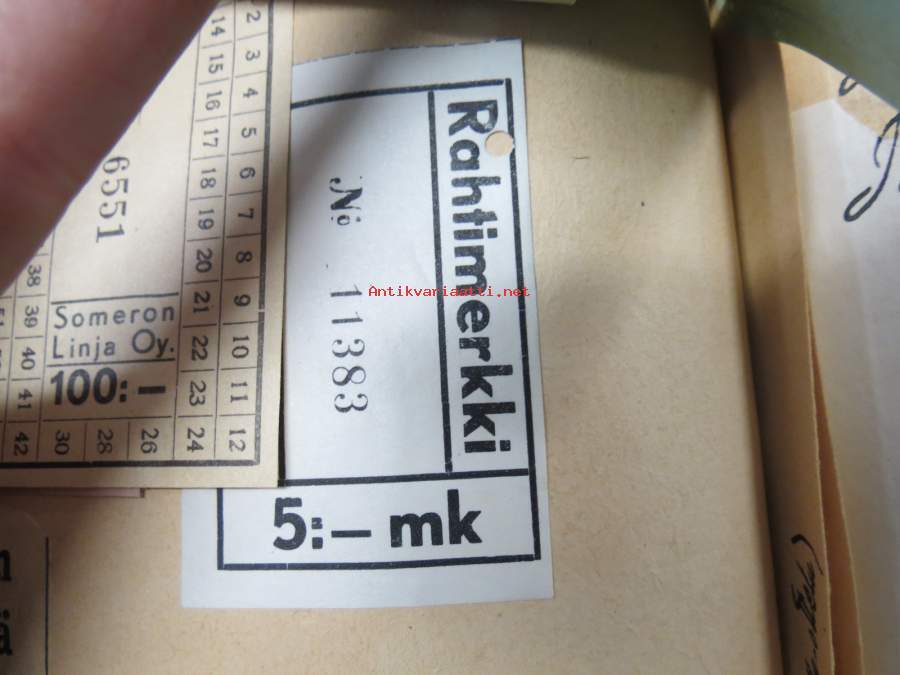 2 3 4 5 6 7 8 9 10 11 12
14 15 16 17 18 19 20 21 22 23 24
6551
Someron
Linja Oy.
100:-
38 39 40 41 42
30 28 26
Rahtimerkki
№ 11383
5:- mk
Antikvariaatti.net